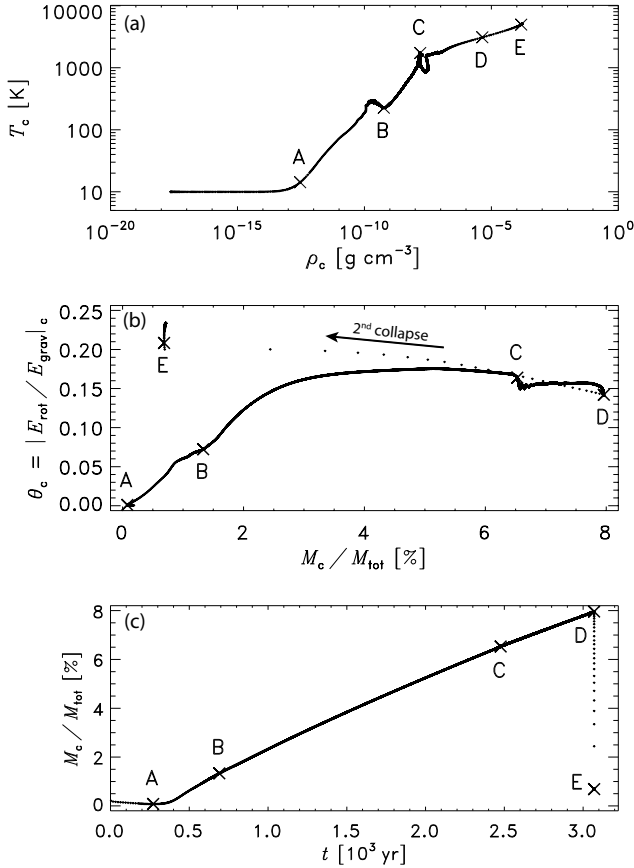 (a)
10000
1000
100
10
T_c [K]
A
B
C
D
E
10^-20
10^-15
10^-10
10^-5
10^0
ρ_c [g cm^-3]
(b)
0.25
0.20
0.15
0.10
0.05
0.00
θ_c = |E_rot / E_grav|_c
2nd collapse
E
C
D
B
A
0
2
4
6
8
M_c / M_tot [%]
(c)
8
6
4
2
0
M_c / M_tot [%]
A
B
C
D
E
0.0
0.5
1.0
1.5
2.0
2.5
3.0
t [10^3 yr]